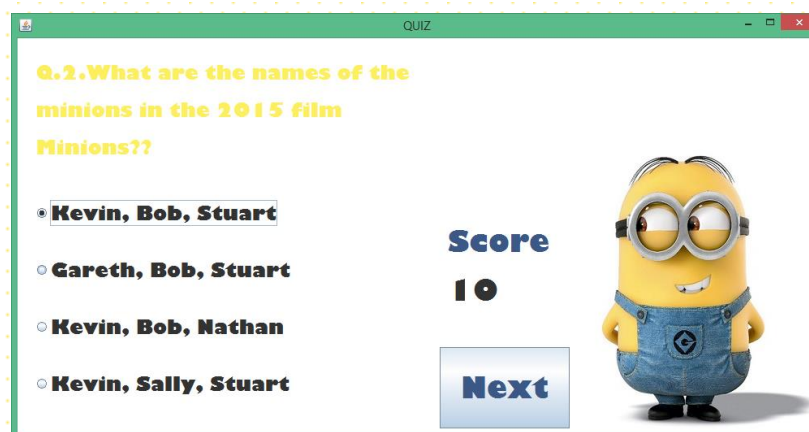 QUIZ
Q.2.What are the names of the
minions in the 2015 film
Minions??
Kevin, Bob, Stuart
Gareth, Bob, Stuart
Kevin, Bob, Nathan
Kevin, Sally, Stuart
Score
10
Next